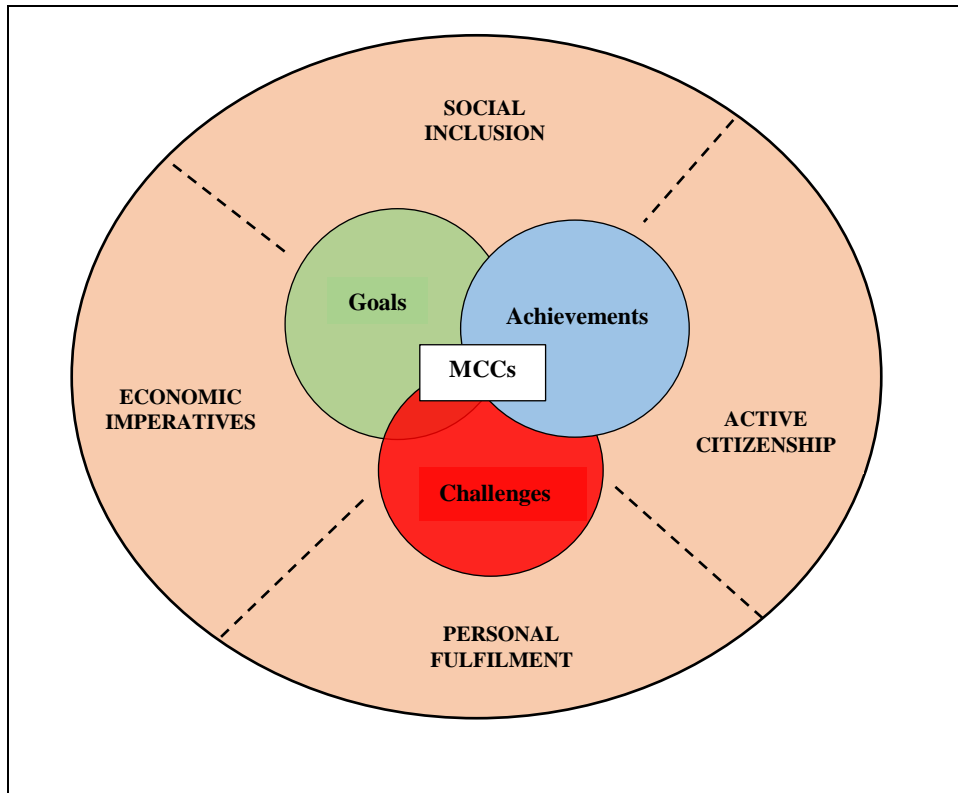 SOCIAL
INCLUSION
Goals
Achievements
MCCs
ECONOMIC
IMPERATIVES
ACTIVE
CITIZENSHIP
Challenges
PERSONAL
FULFILMENT